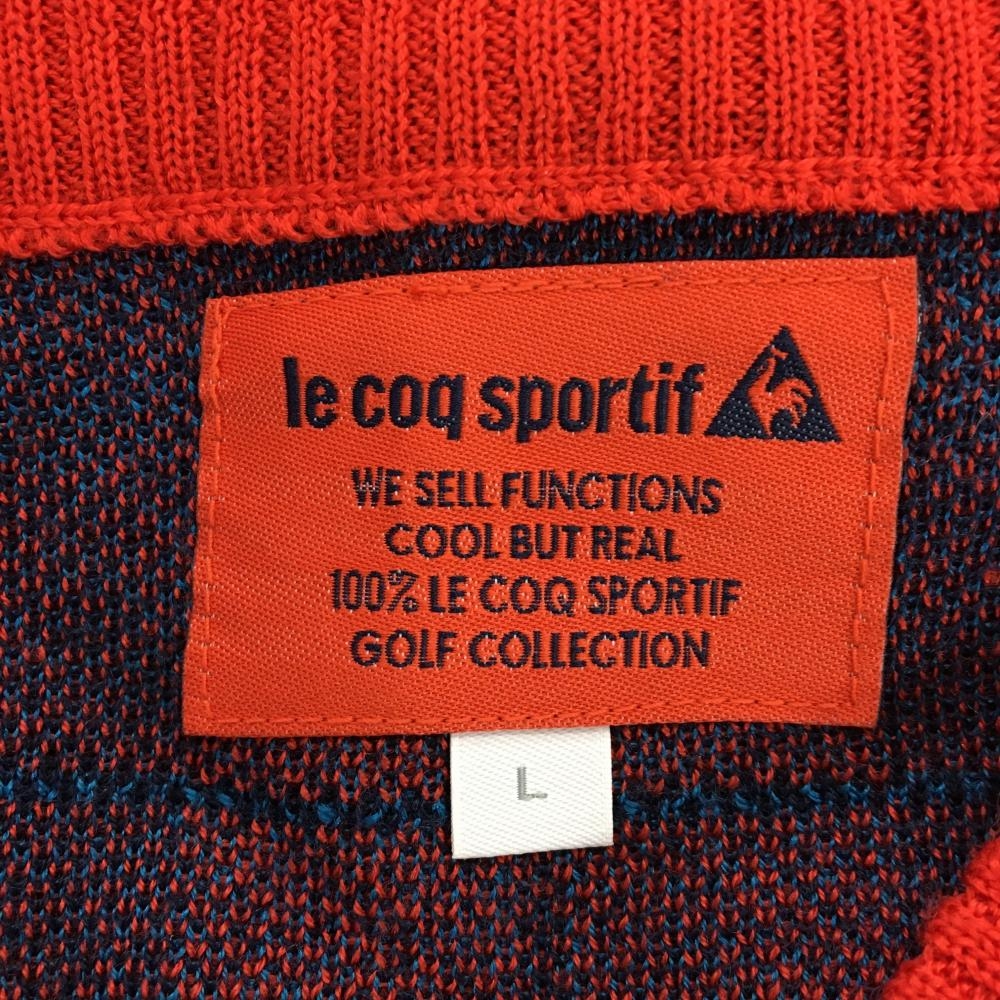 le coq sportif
WE SELL FUNCTIONS
COOL BUT REAL
100% LE COQ SPORTIF
GOLF COLLECTION
L